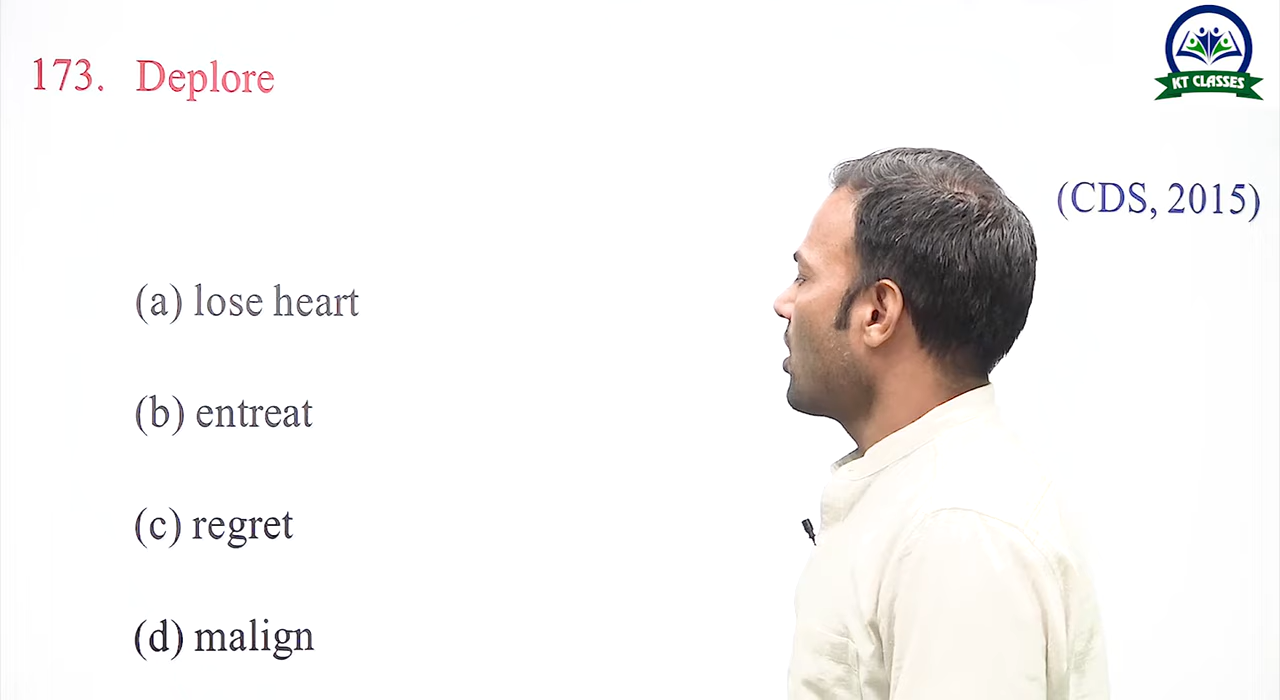 173. Deplore
KT CLASSES
(CDS, 2015)
(a) lose heart
(b) entreat
(c) regret
(d) malign